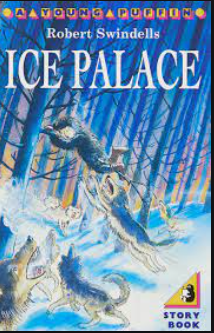 A YOUNG PUFFIN
Robert Swindells
ICE PALACE
STORY
BOOK